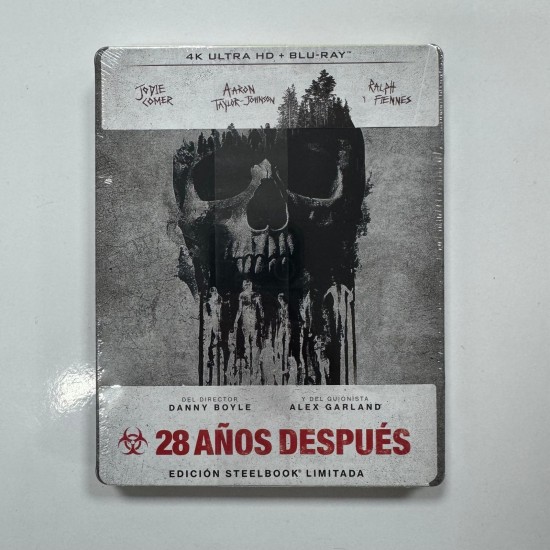 4K ULTRA HD + BLU-RAY™
JODIE COMER
AARON TAYLOR-JOHNSON
RALPH FIENNES
DEL DIRECTOR
DANNY BOYLE
Y DEL GUIONISTA
ALEX GARLAND
28 AÑOS DESPUÉS
EDICIÓN STEELBOOK® LIMITADA